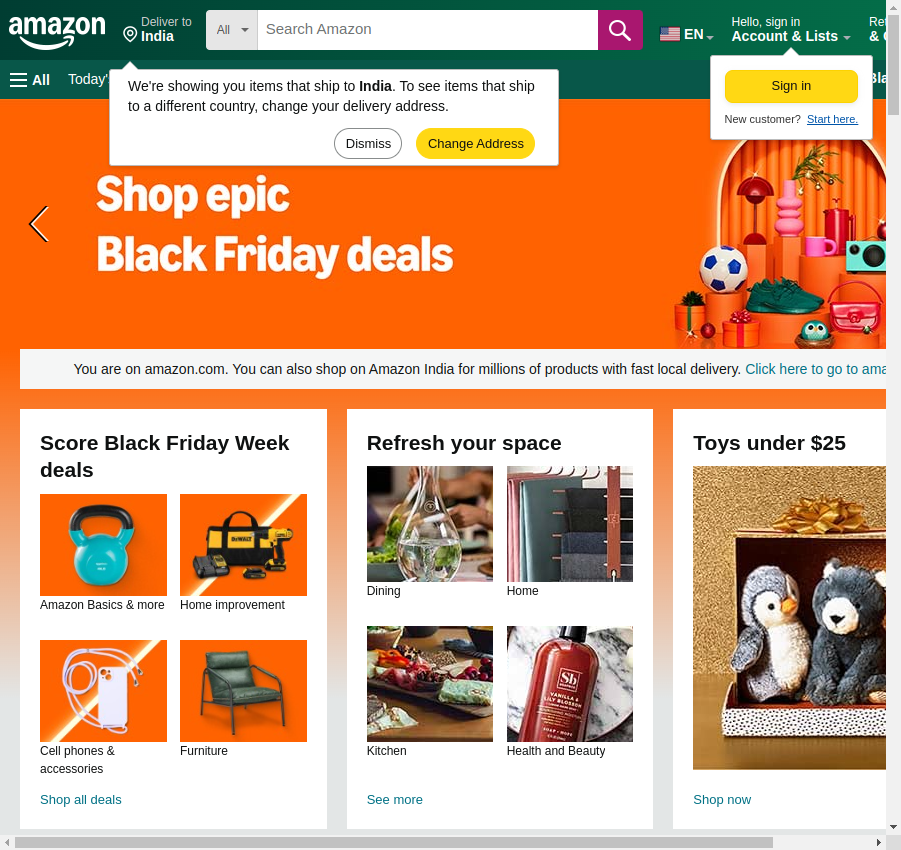 amazon
Deliver to
India
All
Search Amazon
EN
Hello, sign in
Account & Lists
All
Sign in
New customer? Start here.
We're showing you items that ship to India. To see items that ship
to a different country, change your delivery address.
Dismiss
Change Address
Shop epic
Black Friday deals
You are on amazon.com. You can also shop on Amazon India for millions of products with fast local delivery. Click here to go to
Score Black Friday Week
deals
Amazon Basics & more
Home improvement
Cell phones &
accessories
Furniture
Shop all deals
Refresh your space
Dining
Home
Kitchen
Health and Beauty
See more
Toys under $25
Shop now
DEWALT
Sb
VANILLA &
LILY BLOSSOM